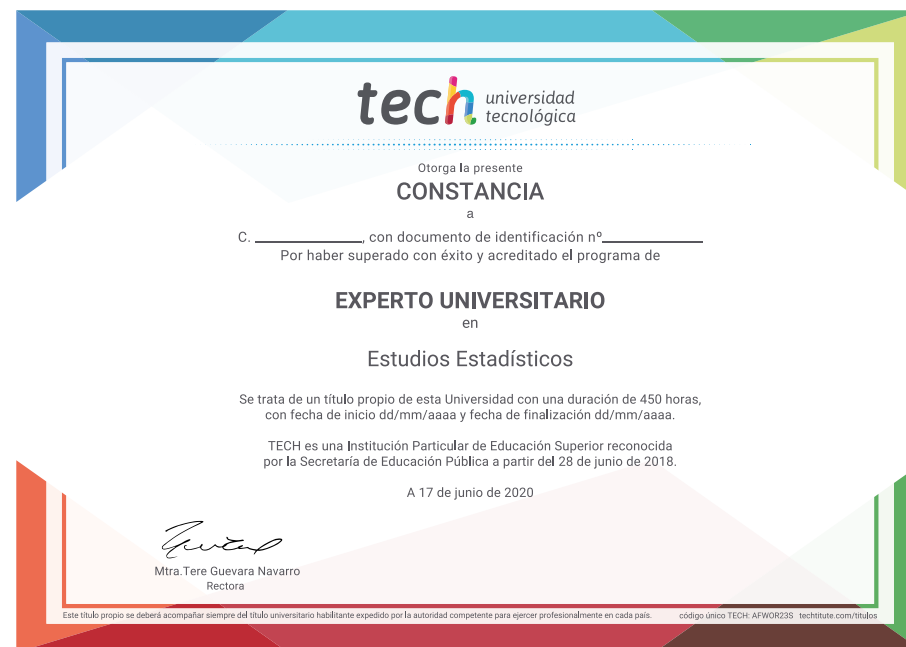 tech universidad
tecnológica
Otorga la presente
CONSTANCIA
a
C. ______________, con documento de identificación nº_____________
Por haber superado con éxito y acreditado el programa de
EXPERTO UNIVERSITARIO
en
Estudios Estadísticos
Se trata de un título propio de esta Universidad con una duración de 450 horas,
con fecha de inicio dd/mm/aaaa y fecha de finalización dd/mm/aaaa.
TECH es una Institución Particular de Educación Superior reconocida
por la Secretaría de Educación Pública a partir del 28 de junio de 2018.
A 17 de junio de 2020
Mtra.Tere Guevara Navarro
Rectora
Este título propio se deberá acompañar siempre del título universitario habilitante expedido por la autoridad competente para ejercer profesionalmente en cada país. código único TECH: AFWOR23S techtitute.com/títulos